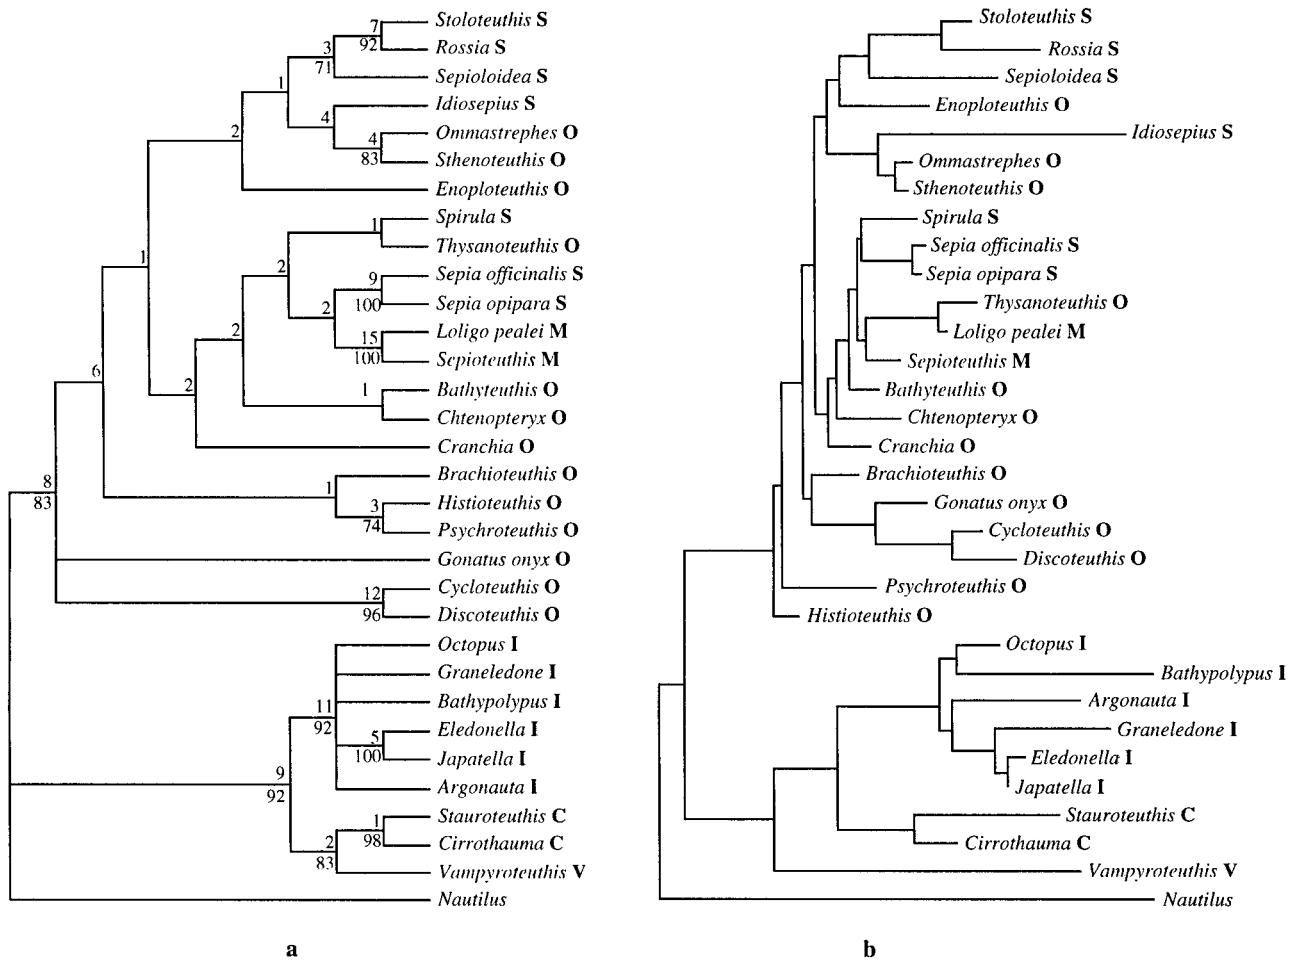 Stoloteuthis S
7
92
Rossia S
3
71
Sepioloidea S
1
Idiosepius S
4
Ommastrephes O
4
83
Sthenoteuthis O
2
Enoploteuthis O
Spirula S
1
Thysanoteuthis O
1
2
Sepia officinalis S
9
100
Sepia opipara S
2
Loligo pealei M
15
100
Sepioteuthis M
2
Bathyteuthis O
1
2
Chtenopteryx O
6
Cranchia O
Brachioteuthis O
1
Histioteuthis O
3
74
Psychroteuthis O
8
83
Gonatus onyx O
Cycloteuthis O
12
96
Discoteuthis O
Octopus I
Graneledone I
Bathypolypus I
11
92
Eledonella I
5
100
Japatella I
9
92
Argonauta I
Stauroteuthis C
1
98
Cirrothauma C
2
83
Vampyroteuthis V
Nautilus
a
Stoloteuthis S
Rossia S
Sepioloidea S
Enoploteuthis O
Idiosepius S
Ommastrephes O
Sthenoteuthis O
Spirula S
Sepia officinalis S
Sepia opipara S
Thysanoteuthis O
Loligo pealei M
Sepioteuthis M
Bathyteuthis O
Chtenopteryx O
Cranchia O
Brachioteuthis O
Gonatus onyx O
Cycloteuthis O
Discoteuthis O
Psychroteuthis O
Histioteuthis O
Octopus I
Bathypolypus I
Argonauta I
Graneledone I
Eledonella I
Japatella I
Stauroteuthis C
Cirrothauma C
Vampyroteuthis V
Nautilus
b